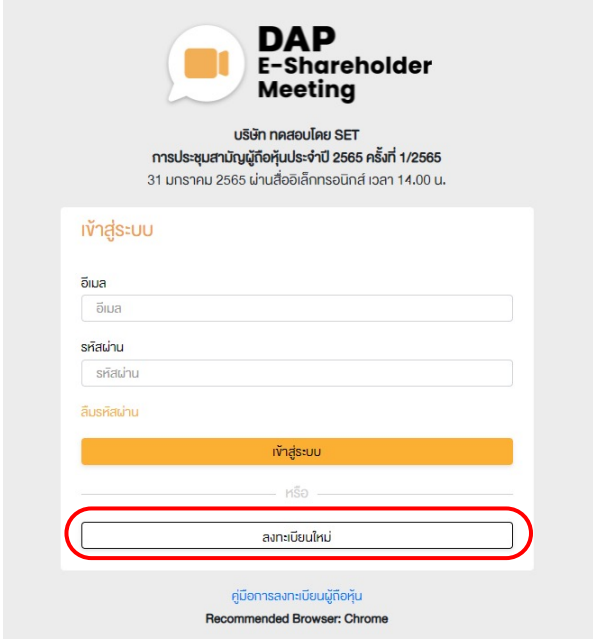 DAP
E-Shareholder
Meeting
บริษัท ทดสอบโดย SET
การประชุมสามัญผู้ถือหุ้นประจำปี 2565 ครั้งที่ 1/2565
31 มกราคม 2565 ผ่านสื่ออิเล็กทรอนิกส์ เวลา 14.00 น.
เข้าสู่ระบบ
อีเมล
อีเมล
รหัสผ่าน
รหัสผ่าน
ลืมรหัสผ่าน
เข้าสู่ระบบ
หรือ
ลงทะเบียนใหม่
คู่มือการลงทะเบียนผู้ถือหุ้น
Recommended Browser: Chrome